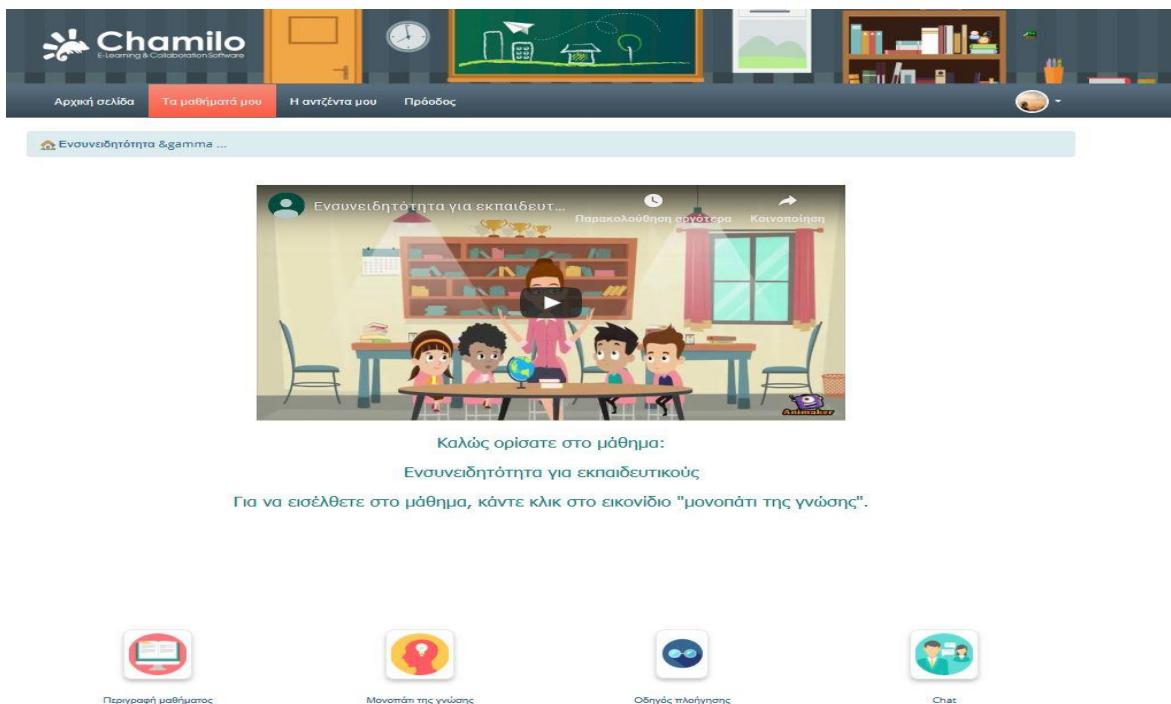 Chamilo
E-Learning & Collaboration Software
Αρχική σελίδα Τα μαθήματά μου Η αντζέντα μου Πρόοδος
Ενσυνειδητότητα &gamma ...
Ενσυνειδητότητα για εκπαιδευτ...
Παρακολούθηση αργότερα Κοινοποίηση
Animaker
Καλώς ορίσατε στο μάθημα:
Ενσυνειδητότητα για εκπαιδευτικούς
Για να εισέλθετε στο μάθημα, κάντε κλικ στο εικονίδιο "μονοπάτι της γνώσης".
Περιγραφή μαθήματος Μονοπάτι της γνώσης Οδηγός πλοήγησης Chat